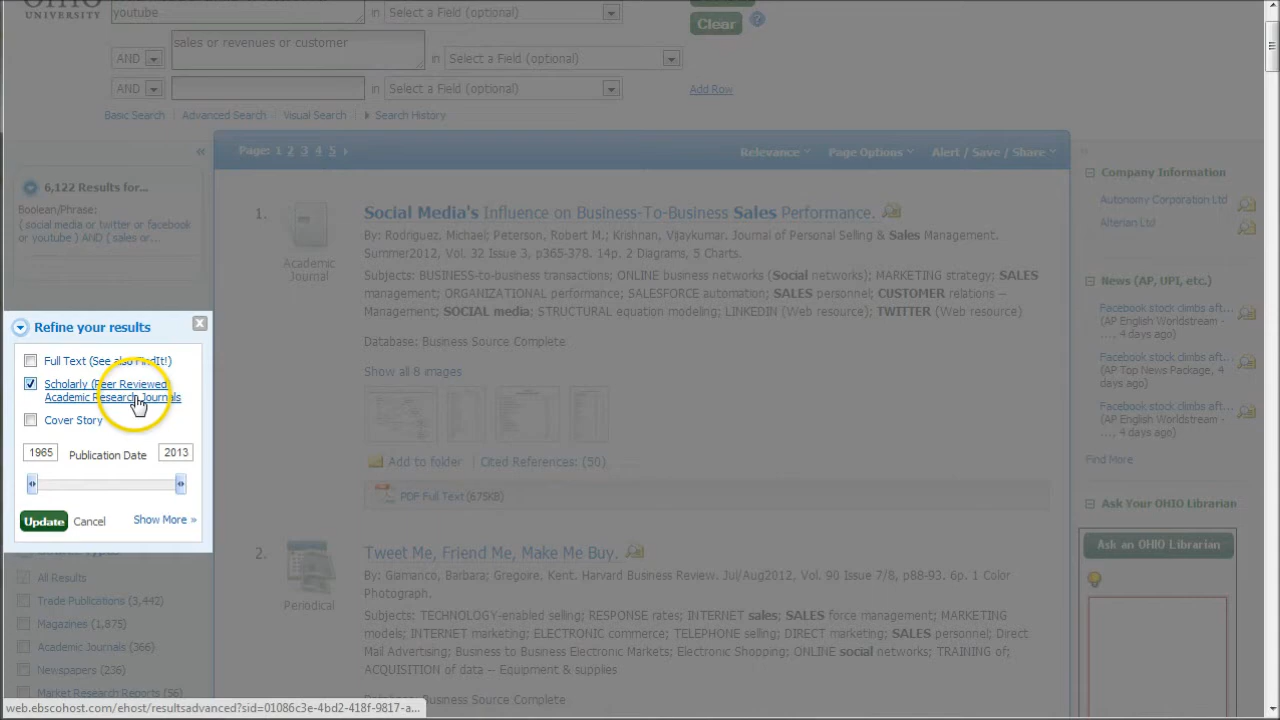 OHIO
UNIVERSITY
youtube
in
Select a Field (optional)
Clear
?
AND
sales or revenues or customer
in
Select a Field (optional)
AND
in
Select a Field (optional)
Add Row
Basic Search
Advanced Search
Visual Search
Search History
«
6,122 Results for...
Boolean/Phrase:
( social media or twitter or facebook
or youtube ) AND ( sales or...
Refine your results
Full Text (See also FindIt!)
Scholarly (Peer Reviewed)
Academic Research Journals
Cover Story
1965
Publication Date
2013
Update
Cancel
Show More »
All Results
Trade Publications (3,442)
Magazines (1,875)
Academic Journals (366)
Newspapers (236)
Market Research Reports (56)
web.ebscohost.com/ehost/resultsadvanced?sid=01086c3e-4bd2-418f-9817-a...
Page: 1 2 3 4 5
Relevance
Page Options
Alert / Save / Share
1.
Academic
Journal
Social Media's Influence on Business-To-Business Sales Performance.
By: Rodriguez, Michael; Peterson, Robert M.; Krishnan, Vijaykumar. Journal of Personal Selling & Sales Management.
Summer2012, Vol. 32 Issue 3, p365-378. 14p. 2 Diagrams, 5 Charts.
Subjects: BUSINESS-to-business transactions; ONLINE business networks (Social networks); MARKETING strategy; SALES
management; ORGANIZATIONAL performance; SALESFORCE automation; SALES personnel; CUSTOMER relations --
Management; SOCIAL media; STRUCTURAL equation modeling; LINKEDIN (Web resource); TWITTER (Web resource)
Database: Business Source Complete
Show all 8 images
Add to folder
Cited References: (50)
PDF Full Text (675KB)
2.
Periodical
Tweet Me, Friend Me, Make Me Buy.
By: Giamanco, Barbara; Gregoire. Kent. Harvard Business Review. Jul/Aug2012, Vol. 90 Issue 7/8, p88-93. 6p. 1 Color
Photograph.
Subjects: TECHNOLOGY-enabled selling; RESPONSE rates; INTERNET sales; SALES force management; MARKETING
models; INTERNET marketing; ELECTRONIC commerce; TELEPHONE selling; DIRECT marketing; SALES personnel; Direct
Mail Advertising; Business to Business Electronic Markets; Electronic Shopping; ONLINE social networks; TRAINING of;
ACQUISITION of data -- Equipment & supplies
Database: Business Source Complete
Company Information
Autonomy Corporation Ltd
Alterian Ltd
News (AP, UPI, etc.)
Facebook stock climbs aft...
(AP English Worldstream -
..., 4 days ago)
Facebook stock climbs aft...
(AP Top News Package, 4
days ago)
Facebook stock climbs aft...
(AP English Worldstream -
..., 4 days ago)
Find More
Ask Your OHIO Librarian
Ask an OHIO Librarian